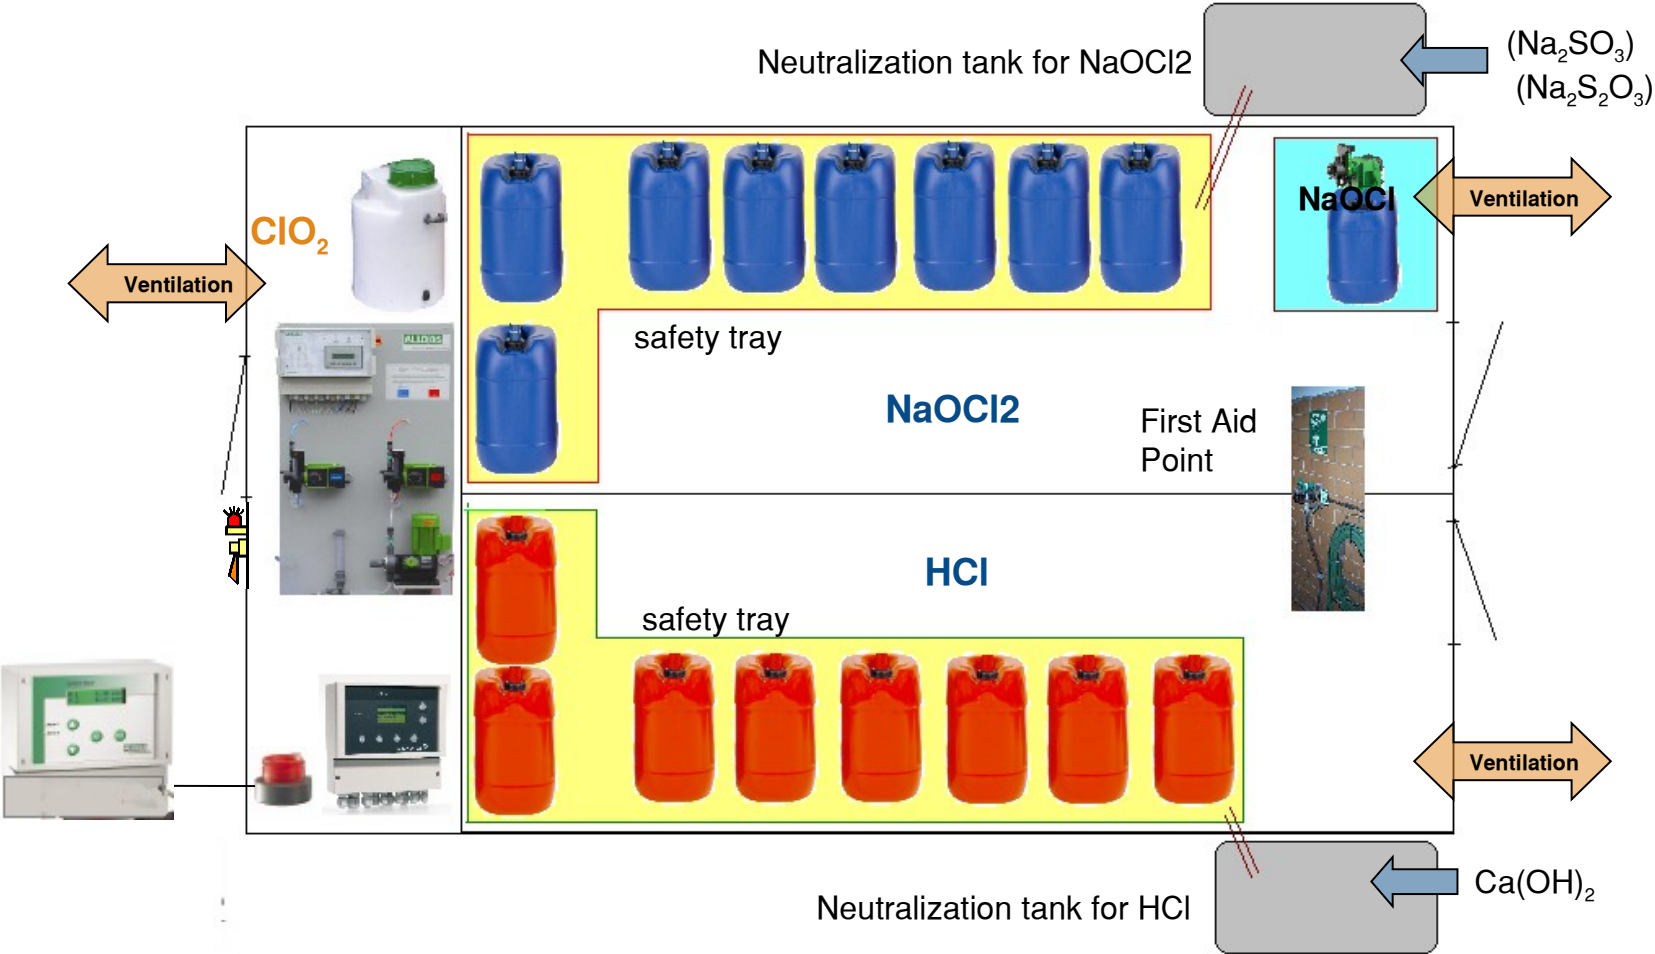 Neutralization tank for NaOCl2
(Na₂SO₃)
(Na₂S₂O₃)
ClO₂
NaOCl
Ventilation
Ventilation
ALLDOS
safety tray
NaOCl2
First Aid
Point
HCl
safety tray
Ventilation
Neutralization tank for HCl
Ca(OH)₂